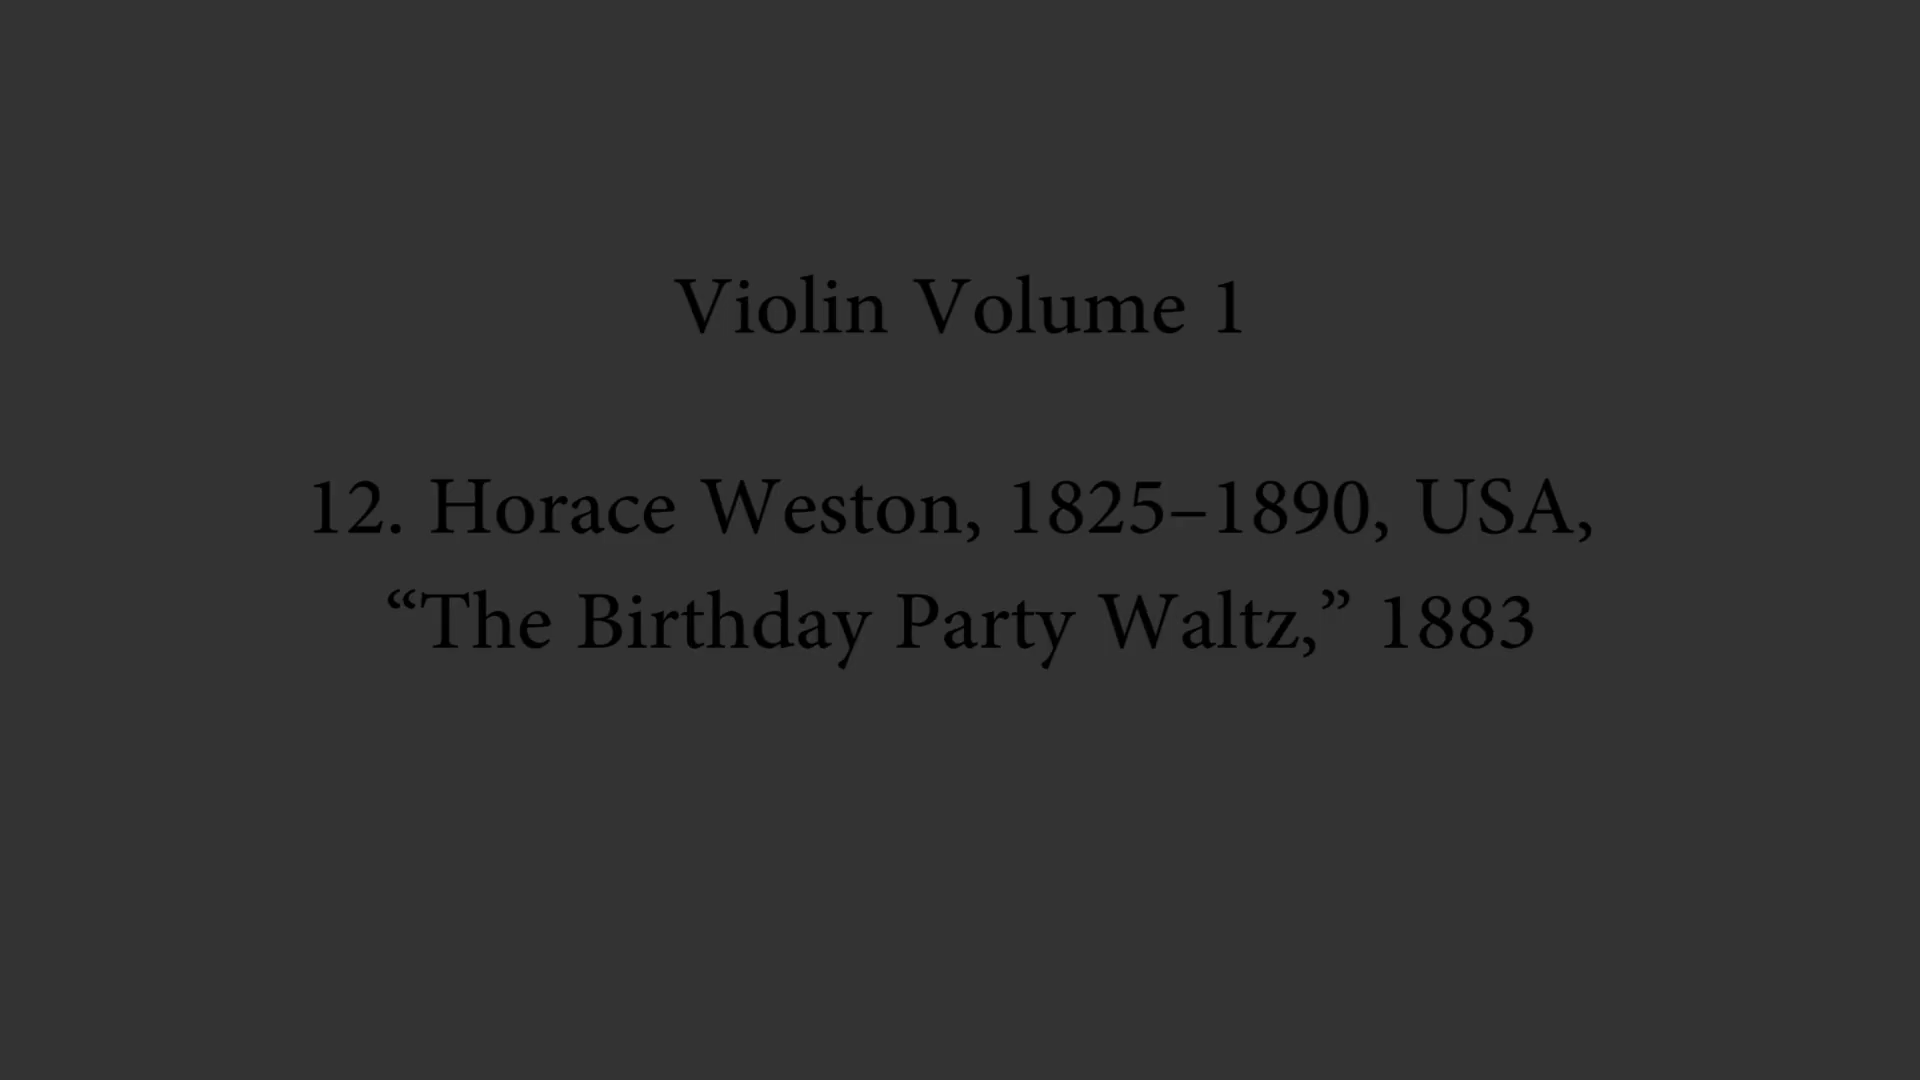 Violin Volume 1
12. Horace Weston, 1825–1890, USA,
“The Birthday Party Waltz,” 1883